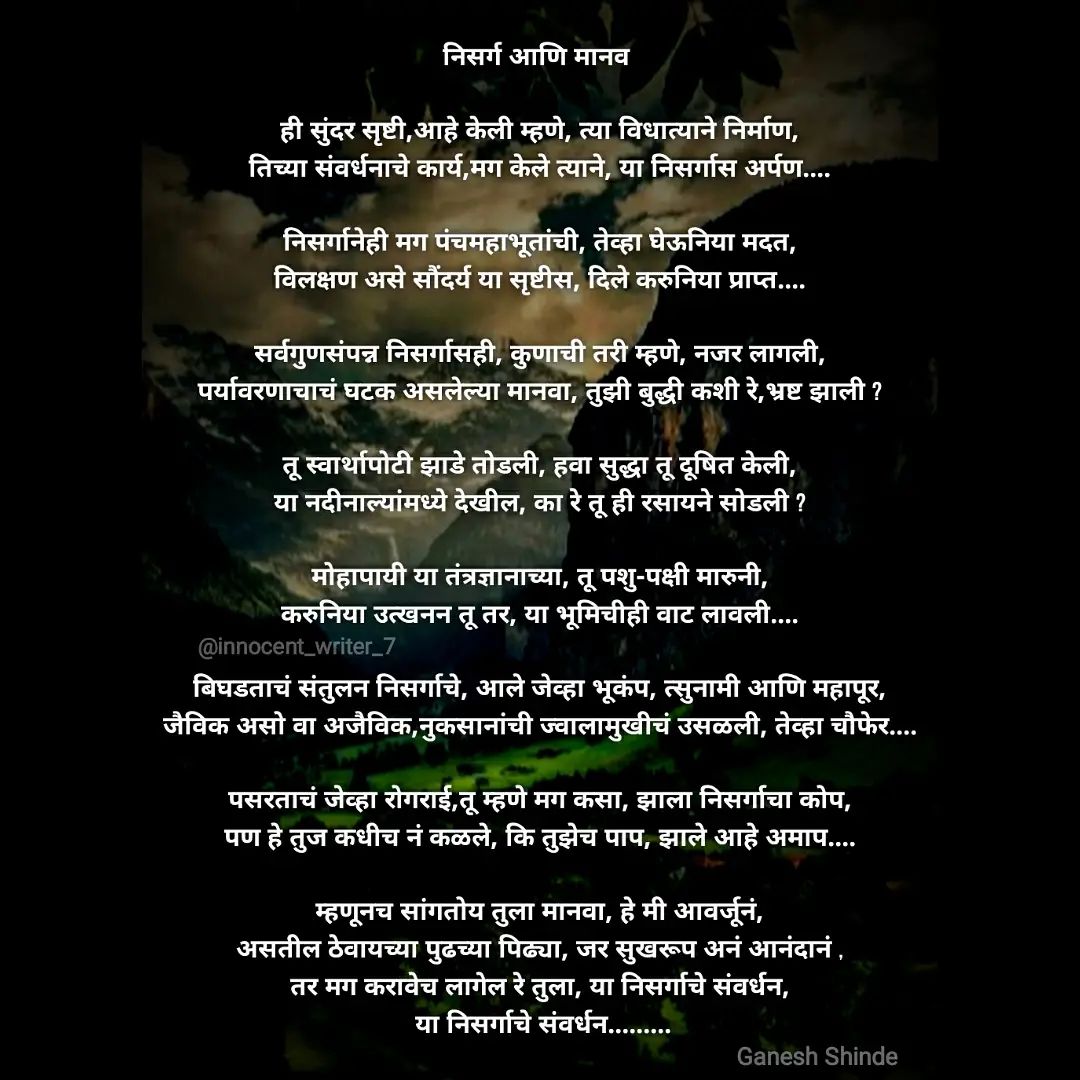 निसर्ग आणि मानव
ही सुंदर सृष्टी,आहे केली म्हणे, त्या विधात्याने निर्माण,
तिच्या संवर्धनाचे कार्य,मग केले त्याने, या निसर्गास अर्पण....
निसर्गानेही मग पंचमहाभूतांची, तेव्हा घेऊनिया मदत,
विलक्षण असे सौंदर्य या सृष्टीस, दिले करुनिया प्राप्त....
सर्वगुणसंपन्न निसर्गासही, कुणाची तरी म्हणे, नजर लागली,
पर्यावरणाचाचं घटक असलेल्या मानवा, तुझी बुद्धी कशी रे,भ्रष्ट झाली ?
तू स्वार्थापोटी झाडे तोडली, हवा सुद्धा तू दूषित केली,
या नदीनाल्यांमध्ये देखील, का रे तू ही रसायने सोडली ?
मोहापायी या तंत्रज्ञानाच्या, तू पशु-पक्षी मारुनी,
करुनिया उत्खनन तू तर, या भूमिचीही वाट लावली....
@innocent_writer_7
बिघडताचं संतुलन निसर्गाचे, आले जेव्हा भूकंप, त्सुनामी आणि महापूर,
जैविक असो वा अजैविक,नुकसानांची ज्वालामुखीचं उसळली, तेव्हा चौफेर....
पसरताचं जेव्हा रोगराई,तू म्हणे मग कसा, झाला निसर्गाचा कोप,
पण हे तुज कधीच नं कळले, कि तुझेच पाप, झाले आहे अमाप....
म्हणूनच सांगतोय तुला मानवा, हे मी आवर्जूनं,
असतील ठेवायच्या पुढच्या पिढ्या, जर सुखरूप अनं आनंदानं ,
तर मग करावेच लागेल रे तुला, या निसर्गाचे संवर्धन,
या निसर्गाचे संवर्धन.........
Ganesh Shinde